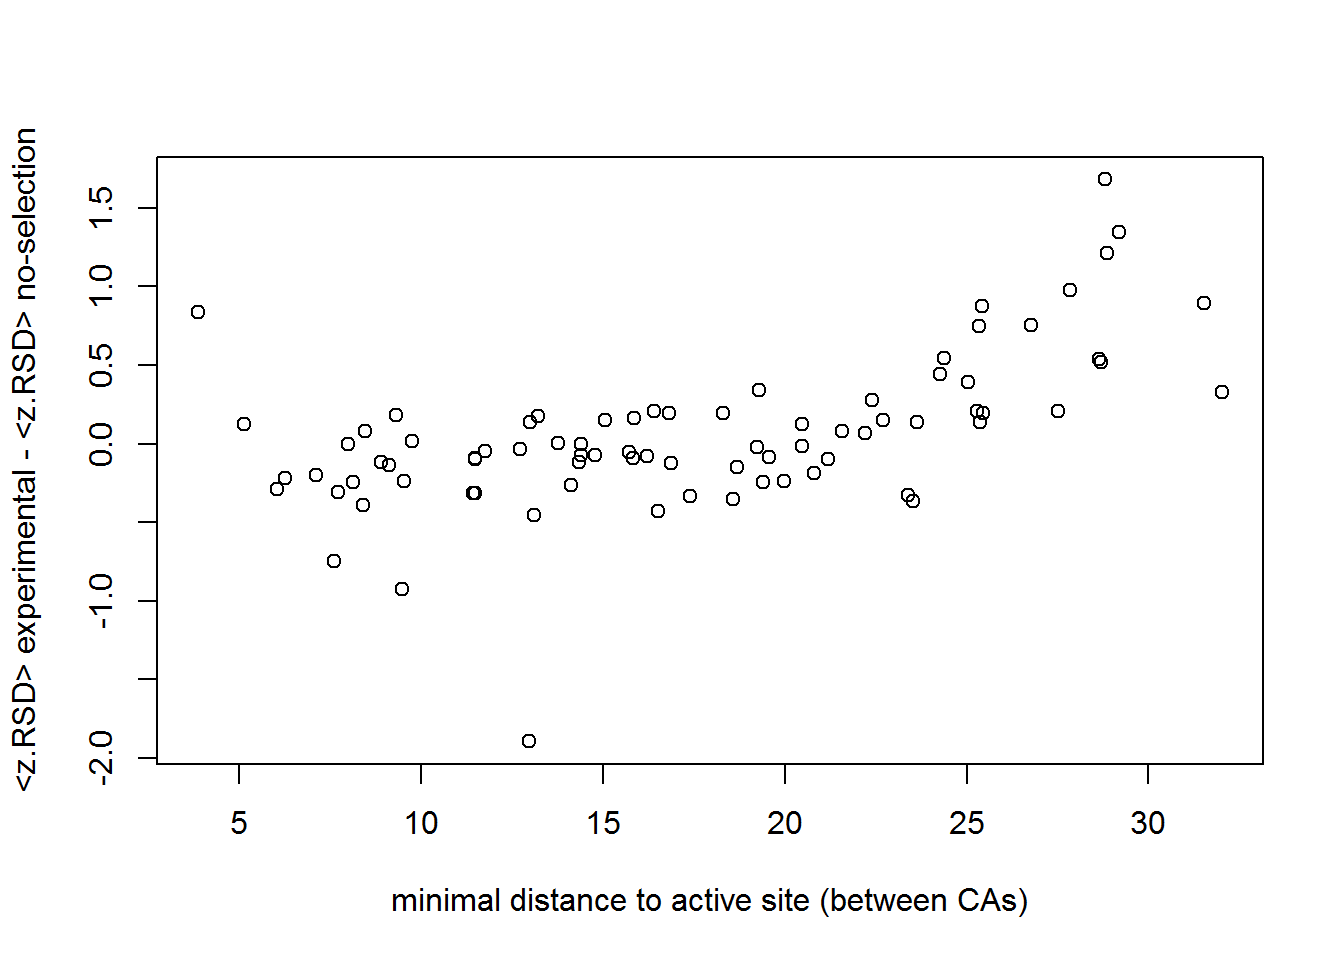 <z.RSD> experimental - <z.RSD> no-selection
1.5
1.0
0.5
0.0
-1.0
-2.0
5 10 15 20 25 30
minimal distance to active site (between CAs)